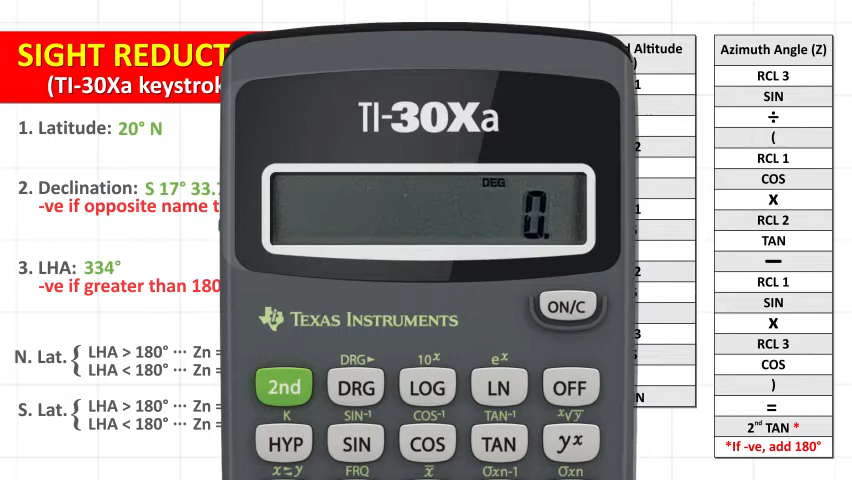 SIGHT REDUCT
(TI-30Xa keystrok
1. Latitude: 20° N
2. Declination: S 17° 33.
-ve if opposite name t
3. LHA: 334°
-ve if greater than 180
N. Lat. { LHA > 180° ··· Zn =
LHA < 180° ··· Zn =
S. Lat. { LHA > 180° ··· Zn =
LHA < 180° ··· Zn =
TI-30Xa
DEG
0.
TEXAS INSTRUMENTS
ON/C
DRG► 10ˣ eˣ
2nd DRG LOG LN OFF
K SIN⁻¹ COS⁻¹ TAN⁻¹ ˣ√y
HYP SIN COS TAN yˣ
x⇆y FRQ x̅ σxn-1 σxn
Altitude
)
1
2
1
2
3
N
Azimuth Angle (Z)
RCL 3
SIN
÷
(
RCL 1
COS
X
RCL 2
TAN
—
RCL 1
SIN
X
RCL 3
COS
)
=
2nd TAN *
*If -ve, add 180°